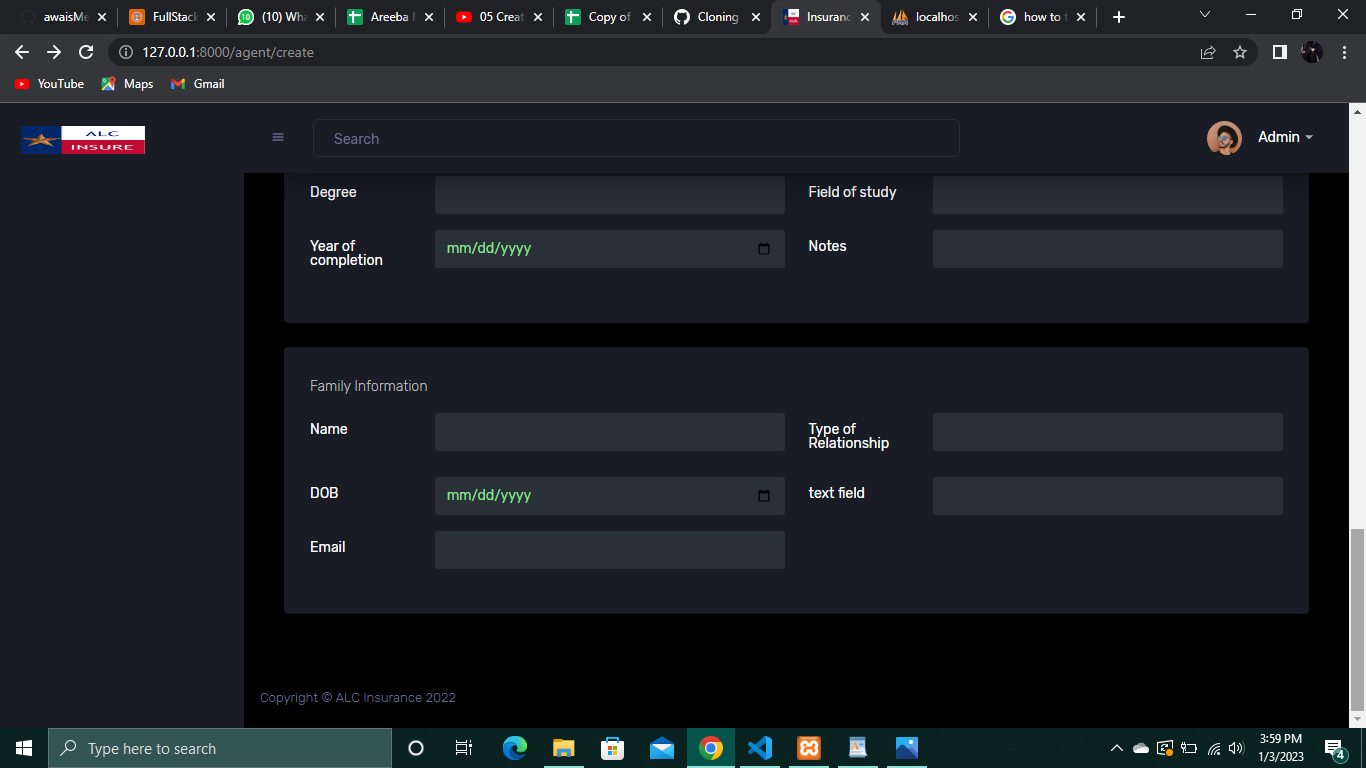 awaisMe
FullStack
(10) Wha
Areeba
05 Creat
Copy of
Cloning
Insuranc
localhos
how to t
127.0.0.1:8000/agent/create
YouTube
Maps
Gmail
ALC
INSURE
Search
Admin
Degree
Field of study
Year of
completion
mm/dd/yyyy
Notes
Family Information
Name
Type of
Relationship
DOB
mm/dd/yyyy
text field
Email
Copyright © ALC Insurance 2022
Type here to search
3:59 PM
1/3/2023
4